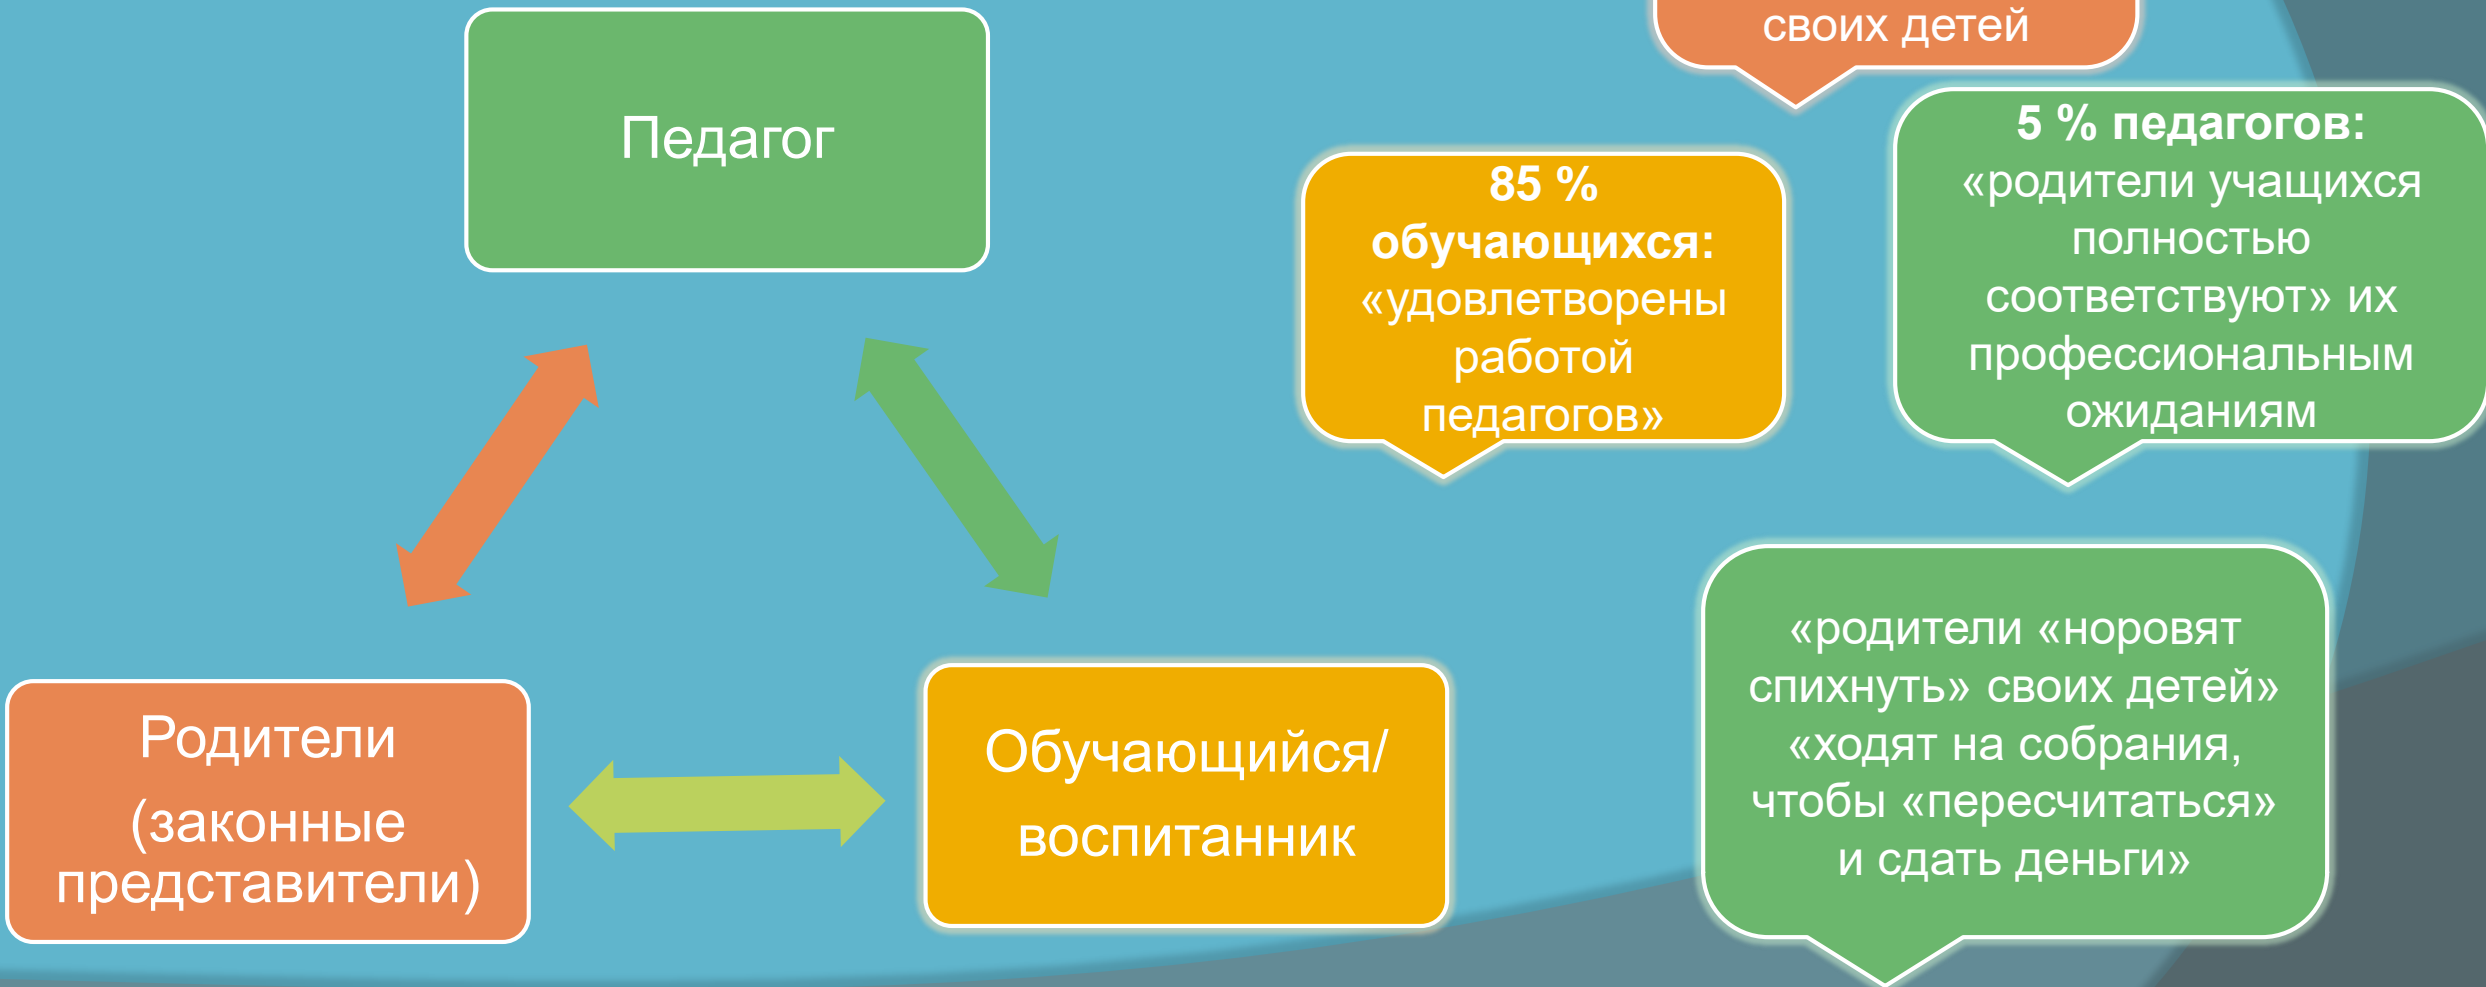 Педагог
Родители
(законные
представители)
Обучающийся/
воспитанник
своих детей
85 %
обучающихся:
«удовлетворены
работой
педагогов»
5 % педагогов:
«родители учащихся
полностью
соответствуют» их
профессиональным
ожиданиям
«родители «норовят
спихнуть» своих детей»
«ходят на собрания,
чтобы «пересчитаться»
и сдать деньги»